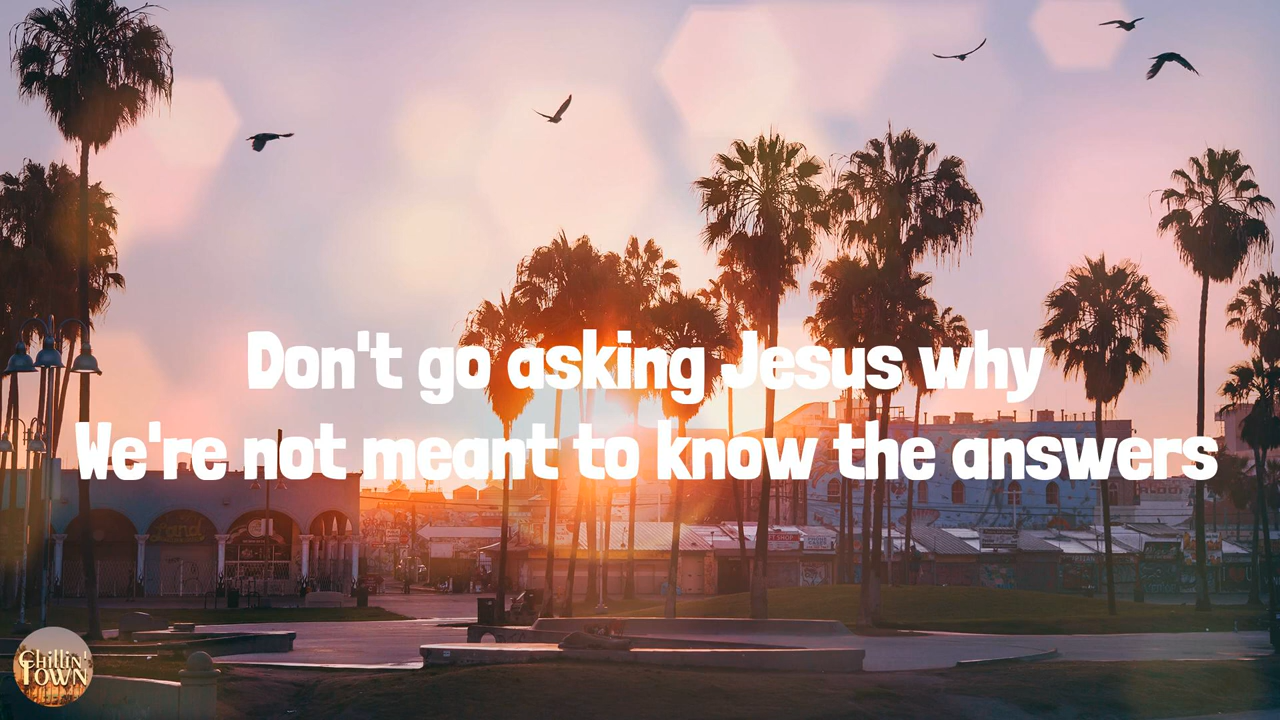 Don't go asking Jesus why
We're not meant to know the answers
Chillin'
Town